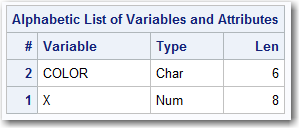 Alphabetic List of Variables and Attributes
# Variable Type Len
2 COLOR Char 6
1 X Num 8